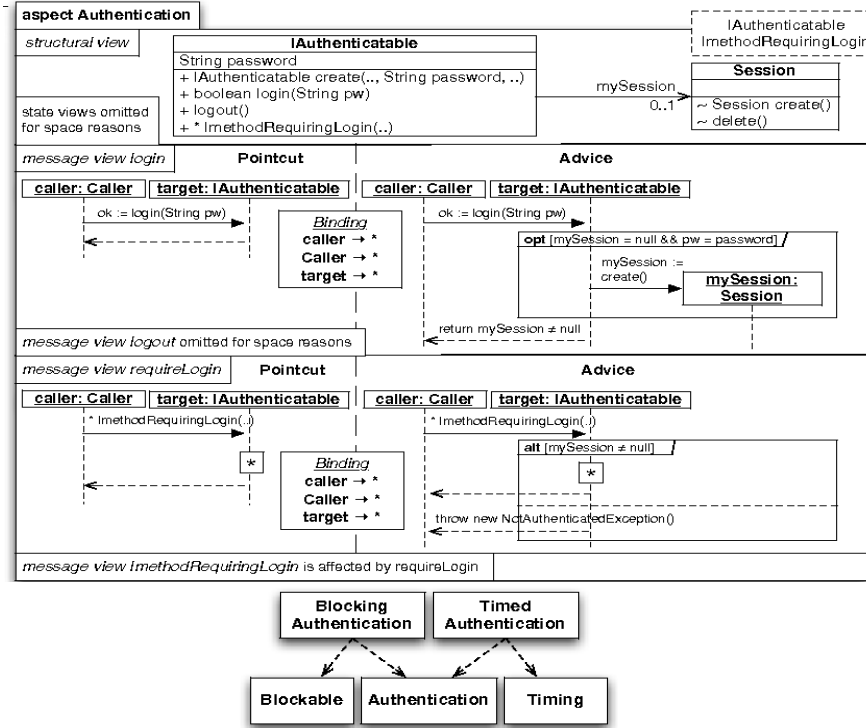 aspect Authentication
structural view
IAuthenticatable
ImethodRequiringLogin
IAuthenticatable
String password
+ IAuthenticatable create(.., String password, ..)
+ boolean login(String pw)
+ logout()
+ * ImethodRequiringLogin(..)
mySession
0..1
Session
~ Session create()
~ delete()
state views omitted
for space reasons
message view login
Pointcut
Advice
caller: Caller
target: IAuthenticatable
caller: Caller
target: IAuthenticatable
ok := login(String pw)
ok := login(String pw)
Binding
caller → *
Caller → *
target → *
opt [mySession = null && pw = password]
mySession :=
create()
mySession:
Session
return mySession ≠ null
message view logout omitted for space reasons
message view requireLogin
Pointcut
Advice
caller: Caller
target: IAuthenticatable
caller: Caller
target: IAuthenticatable
* ImethodRequiringLogin(..)
* ImethodRequiringLogin(..)
*
Binding
caller → *
Caller → *
target → *
alt [mySession ≠ null]
*
throw new NotAuthenticatedException()
message view ImethodRequiringLogin is affected by requireLogin
Blocking
Authentication
Timed
Authentication
Blockable
Authentication
Timing